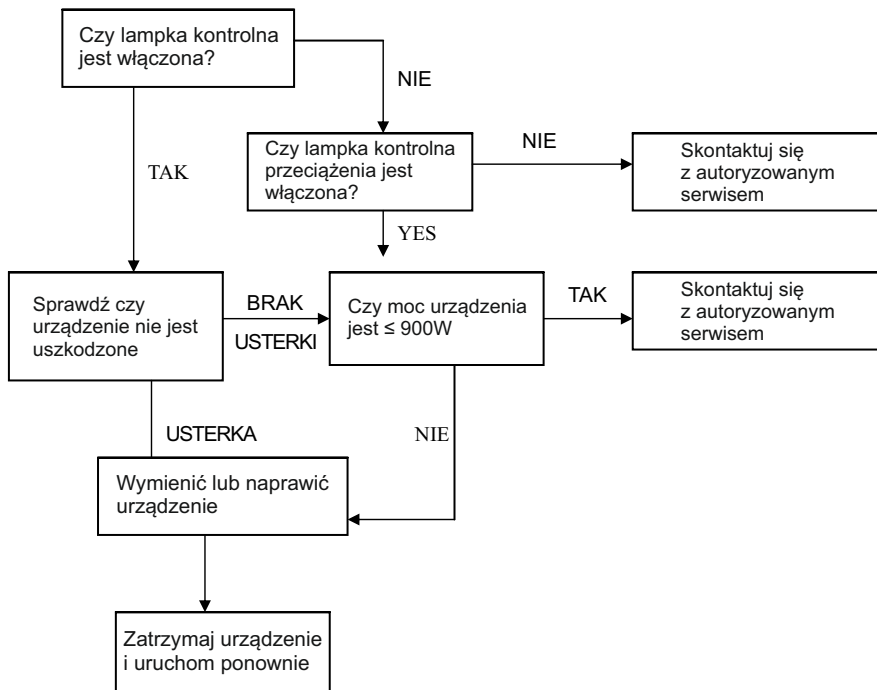 Czy lampka kontrolna
jest włączona?
NIE
TAK
Czy lampka kontrolna
przeciążenia jest
włączona?
NIE
Skontaktuj się
z autoryzowanym
serwisem
YES
Sprawdź czy
urządzenie nie jest
uszkodzone
BRAK
USTERKI
Czy moc urządzenia
jest ≤ 900W
TAK
Skontaktuj się
z autoryzowanym
serwisem
USTERKA
NIE
Wymienić lub naprawić
urządzenie
Zatrzymaj urządzenie
i uruchom ponownie